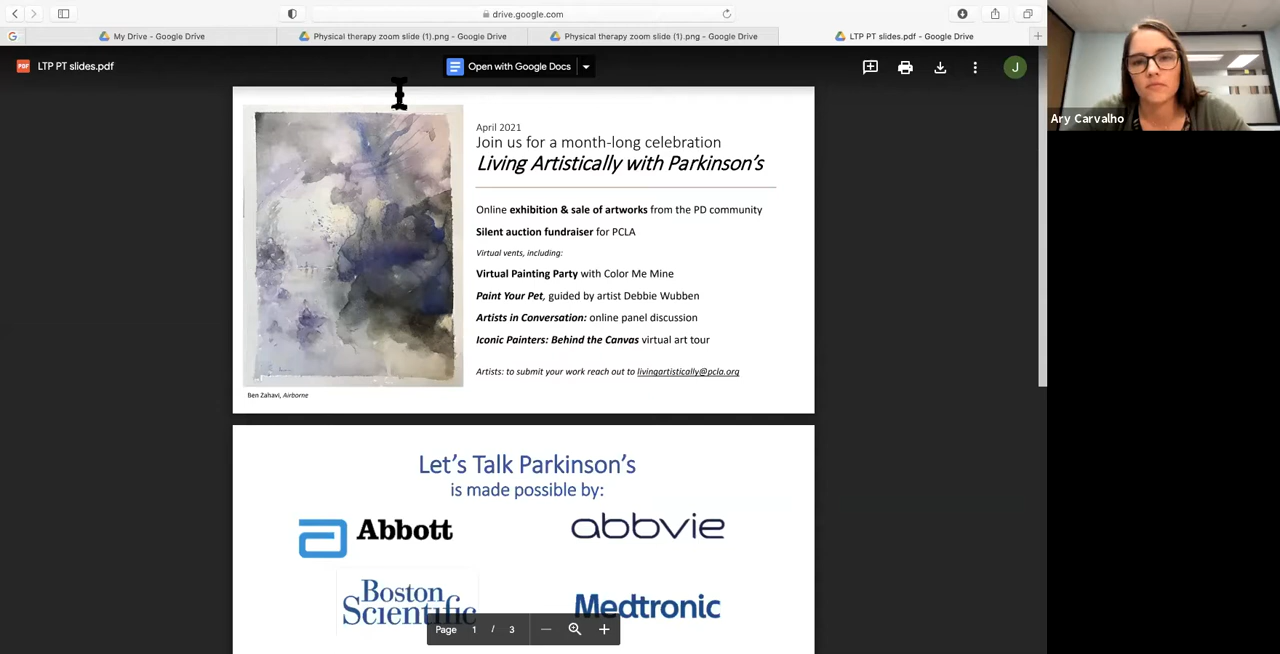 drive.google.com
My Drive - Google Drive
Physical therapy zoom slide (1).png - Google Drive
Physical therapy zoom slide (1).png - Google Drive
LTP PT slides.pdf - Google Drive
PDF
LTP PT slides.pdf
Open with Google Docs
J
Ary Carvalho
April 2021
Join us for a month-long celebration
Living Artistically with Parkinson's
Online exhibition & sale of artworks from the PD community
Silent auction fundraiser for PCLA
Virtual vents, including:
Virtual Painting Party with Color Me Mine
Paint Your Pet, guided by artist Debbie Wubben
Artists in Conversation: online panel discussion
Iconic Painters: Behind the Canvas virtual art tour
Artists: to submit your work reach out to livingartistically@pcla.org
Ben Zahavi, Airborne
Let's Talk Parkinson's
is made possible by:
Abbott
abbvie
Boston
Scientific
Medtronic
Page 1 / 3